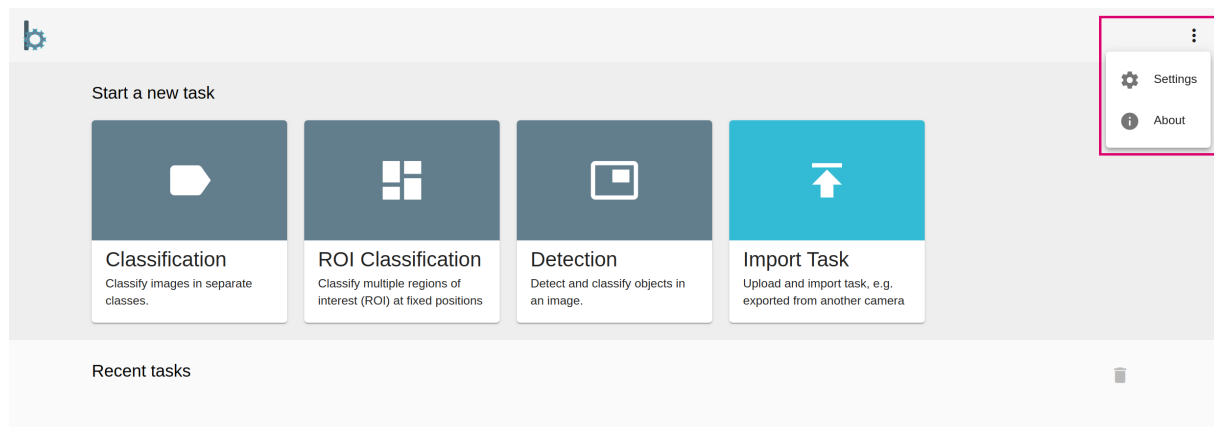 Settings
About
Start a new task
Classification
Classify images in separate
classes.
ROI Classification
Classify multiple regions of
interest (ROI) at fixed positions
Detection
Detect and classify objects in
an image.
Import Task
Upload and import task, e.g.
exported from another camera
Recent tasks